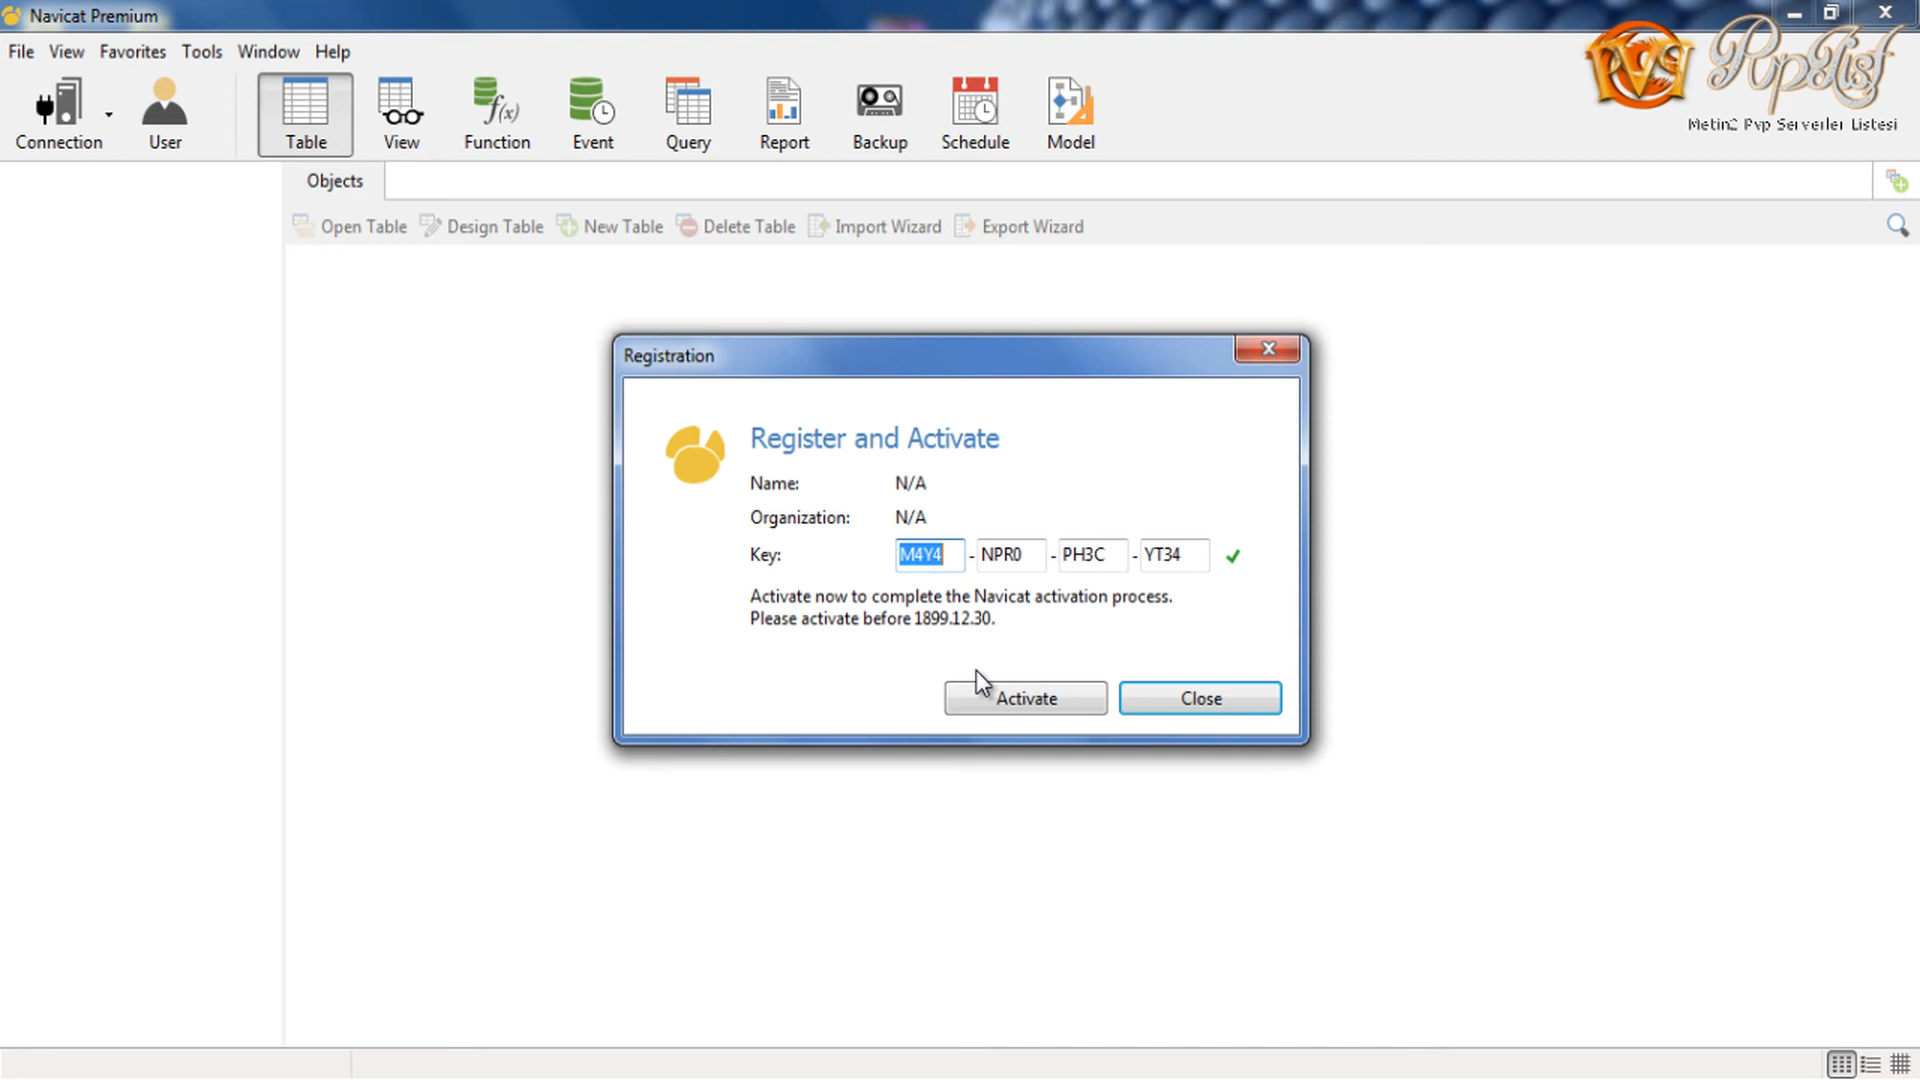 Navicat Premium
File View Favorites Tools Window Help
PvpList
Metin2 Pvp Serverler Listesi
Connection User Table View Function Event Query Report Backup Schedule Model
Objects
Open Table Design Table New Table Delete Table Import Wizard Export Wizard
Registration
Register and Activate
Name: N/A
Organization: N/A
Key: M4Y4 - NPR0 - PH3C - YT34
Activate now to complete the Navicat activation process.
Please activate before 1899.12.30.
Activate Close